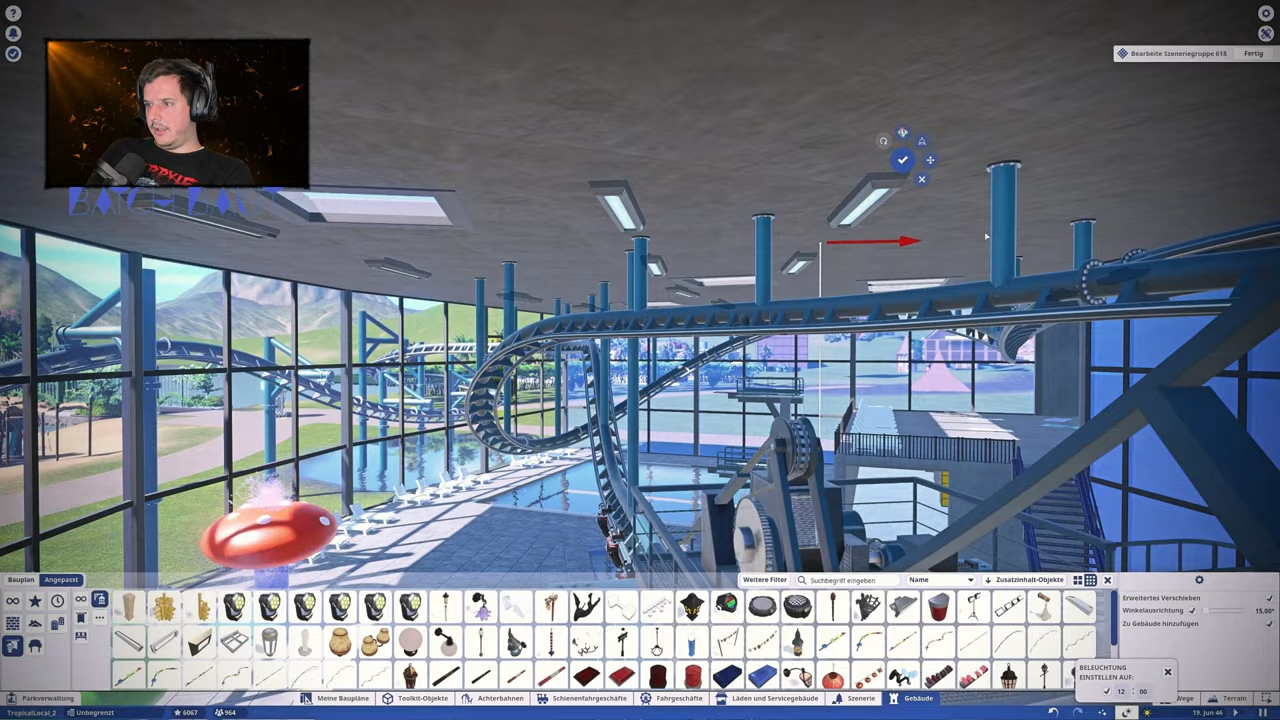 ?
Bearbeite Szeneriegruppe 618 Fertig
Bauplan Angepasst
Weitere Filter Suchbegriff eingeben Name Zusatzinhalt-Objekte
Erweitertes Verschieben
Winkelausrichtung 15,00°
Zu Gebäude hinzufügen
BELEUCHTUNG
EINSTELLEN AUF:
12 : 00
Parkverwaltung Meine Baupläne Toolkit-Objekte Achterbahnen Schienenfahrgeschäfte Fahrgeschäfte Läden und Servicegebäude Szenerie Gebäude Wege Terrain
TropicalLocal_2 Unbegrenzt 6067 964 19. Jun 46